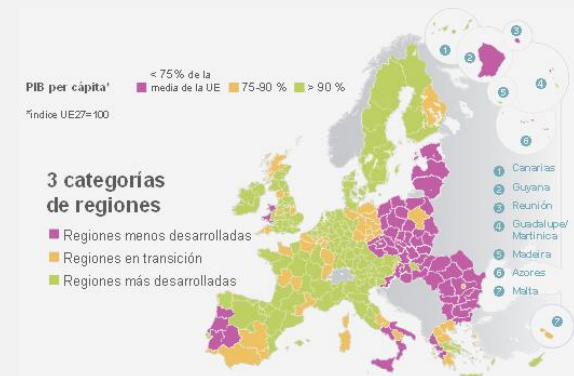 < 75% de la
PIB per cápita* media de la UE 75-90 % > 90 %
*índice UE27=100
3 categorías
de regiones
Regiones menos desarrolladas
Regiones en transición
Regiones más desarrolladas
1
2
3
4
5
6
1 Canarias
2 Guyana
3 Reunión
4 Guadalupe/
Martinica
5 Madeira
6 Azores
7 Malta
7